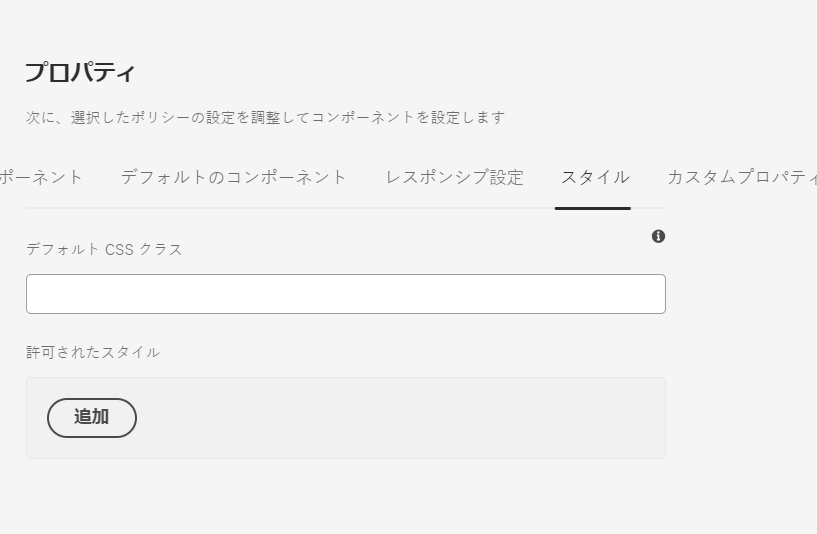 プロパティ
次に、選択したポリシーの設定を調整してコンポーネントを設定します
ポーネント デフォルトのコンポーネント レスポンシブ設定 スタイル カスタムプロパティ
デフォルト CSS クラス
許可されたスタイル
追加